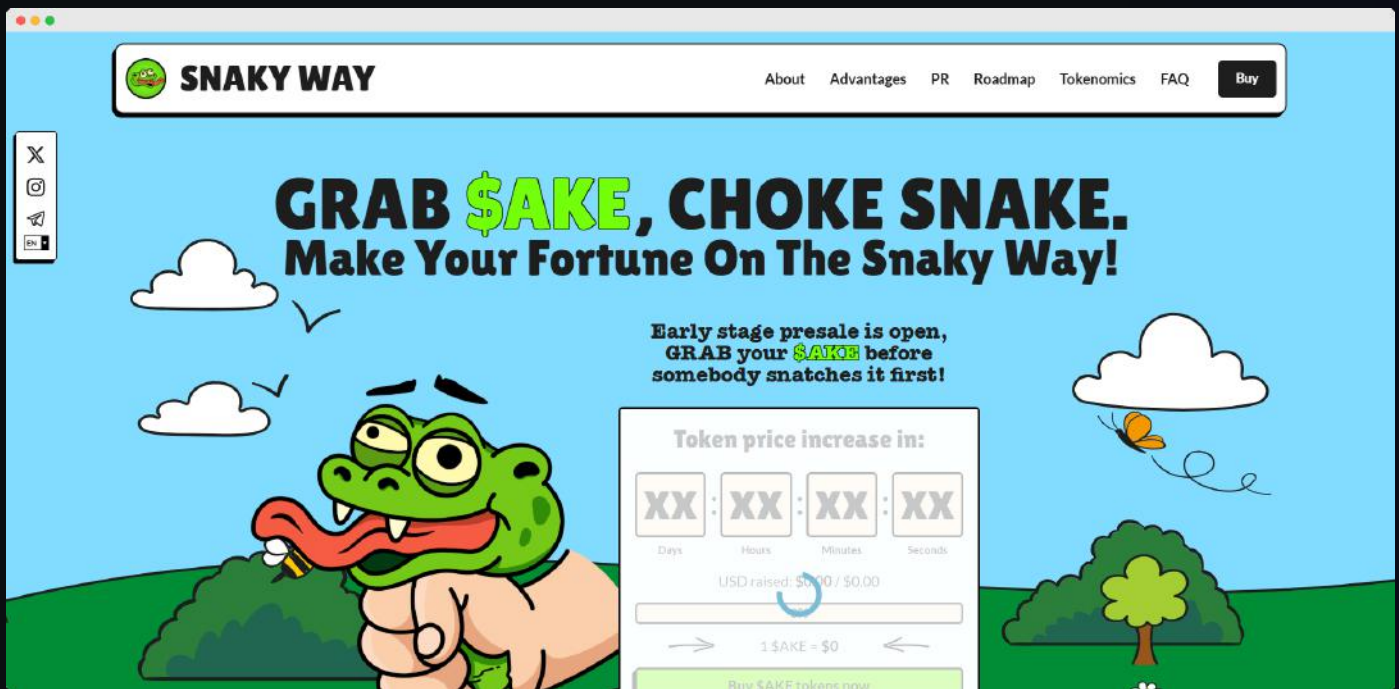 SNAKY WAY
About Advantages PR Roadmap Tokenomics FAQ Buy
EN
GRAB $AKE, CHOKE SNAKE.
Make Your Fortune On The Snaky Way!
Early stage presale is open,
GRAB your $AKE before
somebody snatches it first!
Token price increase in:
XX : XX : XX : XX
Days Hours Minutes Seconds
USD raised: $0.00 / $0.00
1 $AKE = $0
Buy $AKE tokens now